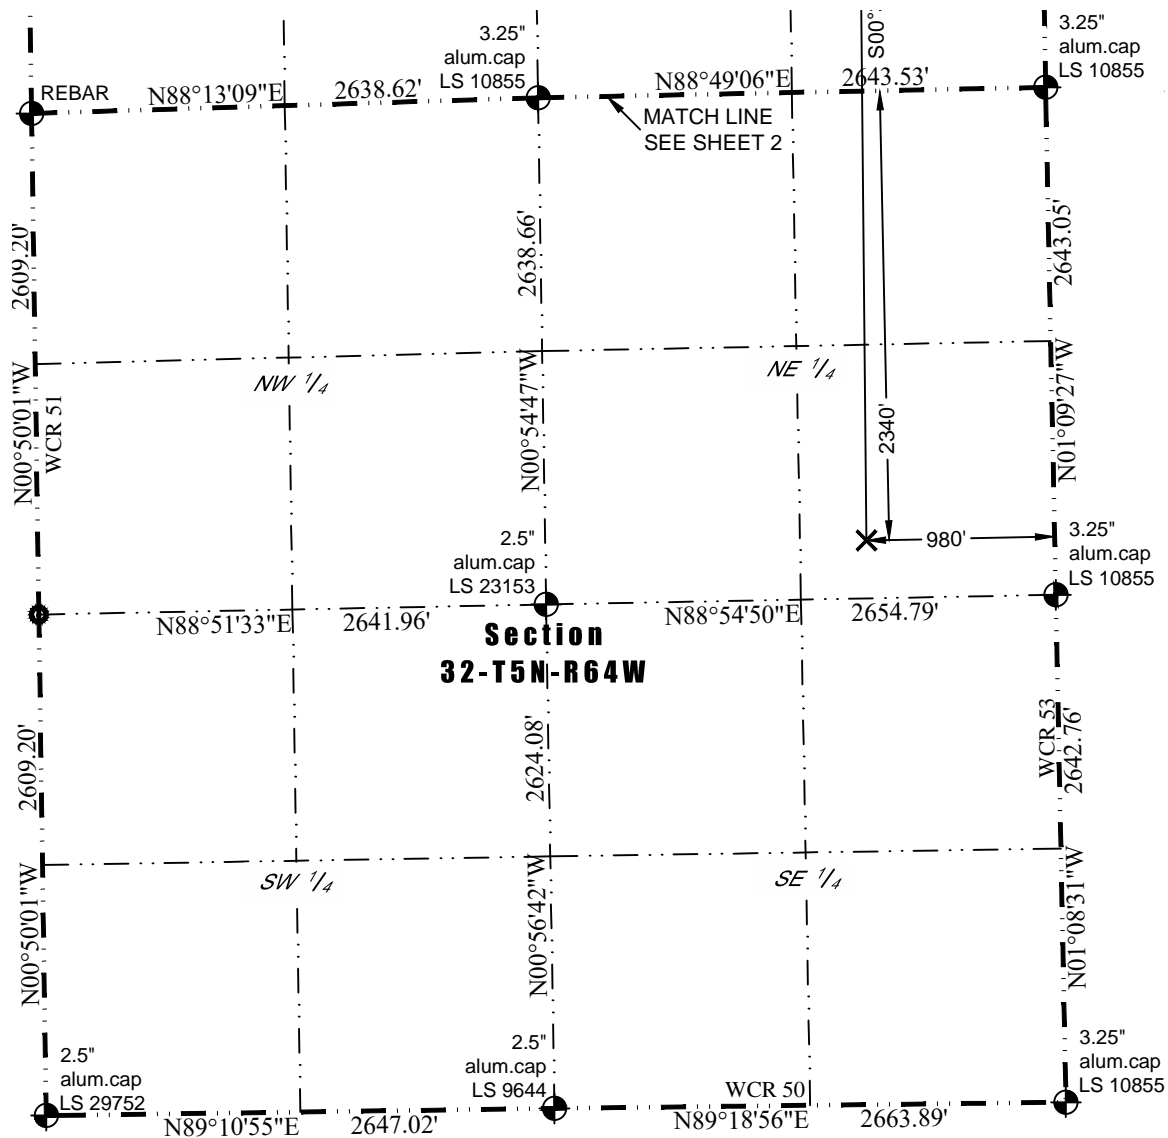 3.25"
alum.cap
LS 10855
3.25"
alum.cap
LS 10855
S00°
REBAR
N88°13'09"E
2638.62'
N88°49'06"E
2643.53'
MATCH LINE
SEE SHEET 2
2609.20'
2638.66'
2643.05'
NW 1/4
NE 1/4
N00°50'01"W
WCR 51
N00°54'47"W
2340'
N01°09'27"W
980'
2.5"
alum.cap
LS 23153
3.25"
alum.cap
LS 10855
N88°51'33"E
2641.96'
N88°54'50"E
2654.79'
Section
32-T5N-R64W
2609.20'
2624.08'
WCR 53
2642.76'
SW 1/4
SE 1/4
N00°50'01"W
N00°56'42"W
N01°08'31"W
2.5"
alum.cap
LS 29752
2.5"
alum.cap
LS 9644
WCR 50
3.25"
alum.cap
LS 10855
N89°10'55"E
2647.02'
N89°18'56"E
2663.89'